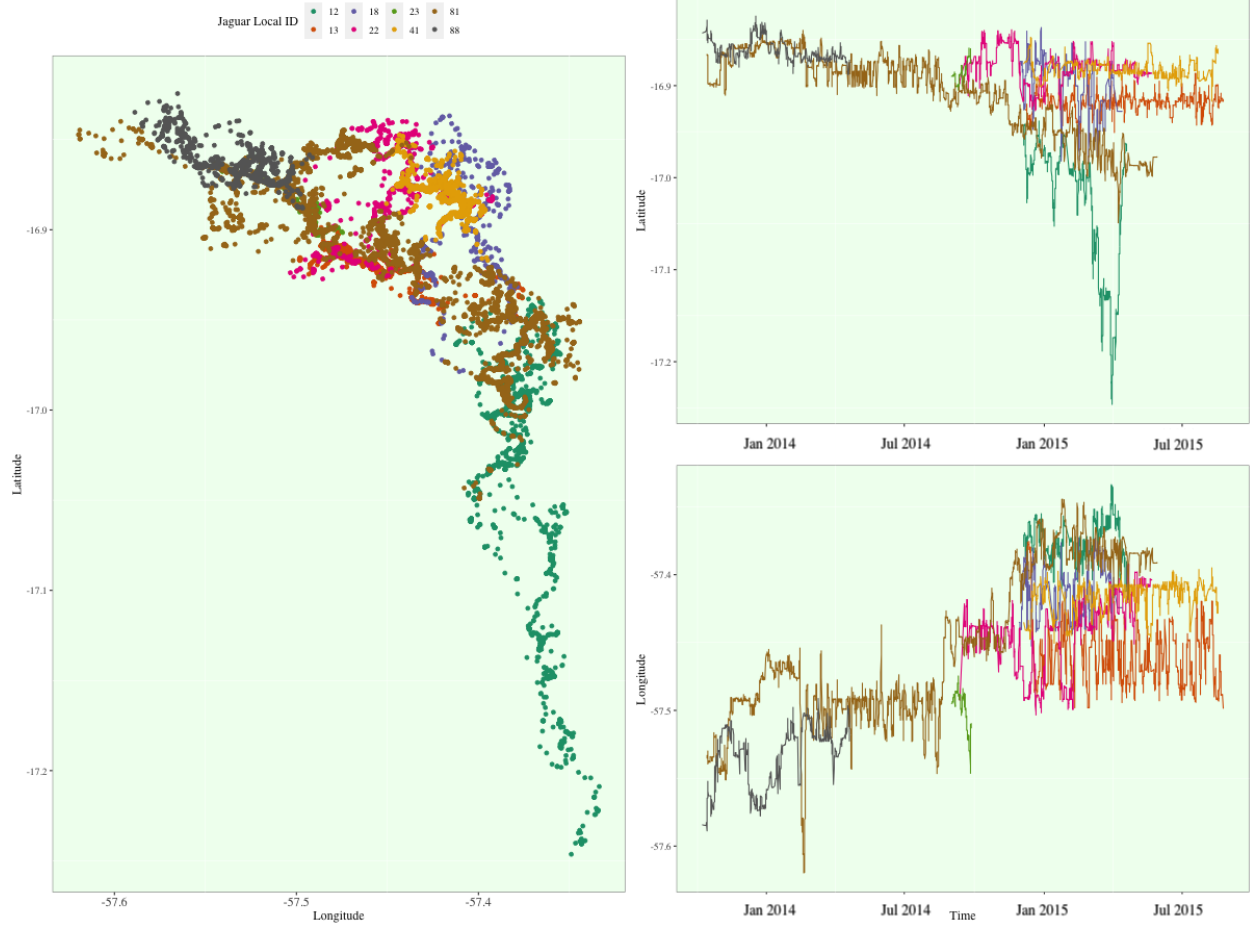 Jaguar Local ID 12 18 23 81
13 22 41 88
-16.9
-17.0
-17.1
-17.2
Latitude
-57.6 -57.5 -57.4
Longitude
-16.9
-17.0
-17.1
-17.2
Latitude
Jan 2014 Jul 2014 Jan 2015 Jul 2015
-57.4
-57.5
-57.6
Longitude
Jan 2014 Jul 2014 Jan 2015 Jul 2015
Time